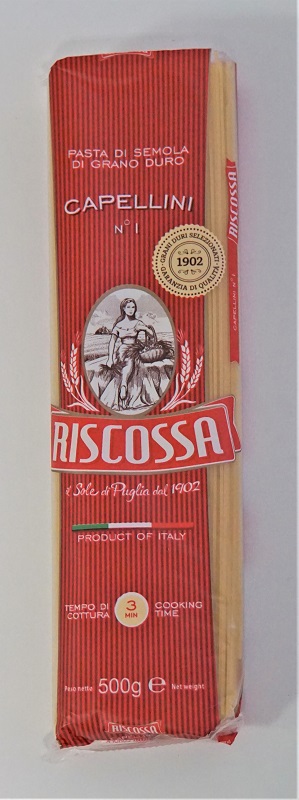 PASTA DI SEMOLA
DI GRANO DURO
CAPELLINI
N° 1
GRANI DURI SELEZIONATI
1902
GARANZIA DI QUALITÀ
RISCOSSA
CAPELLINI N° 1
RISCOSSA
il Sole di Puglia dal 1902
PRODUCT OF ITALY
TEMPO DI
COTTURA
3
MIN
COOKING
TIME
Peso netto 500g e Net weight
RISCOSSA